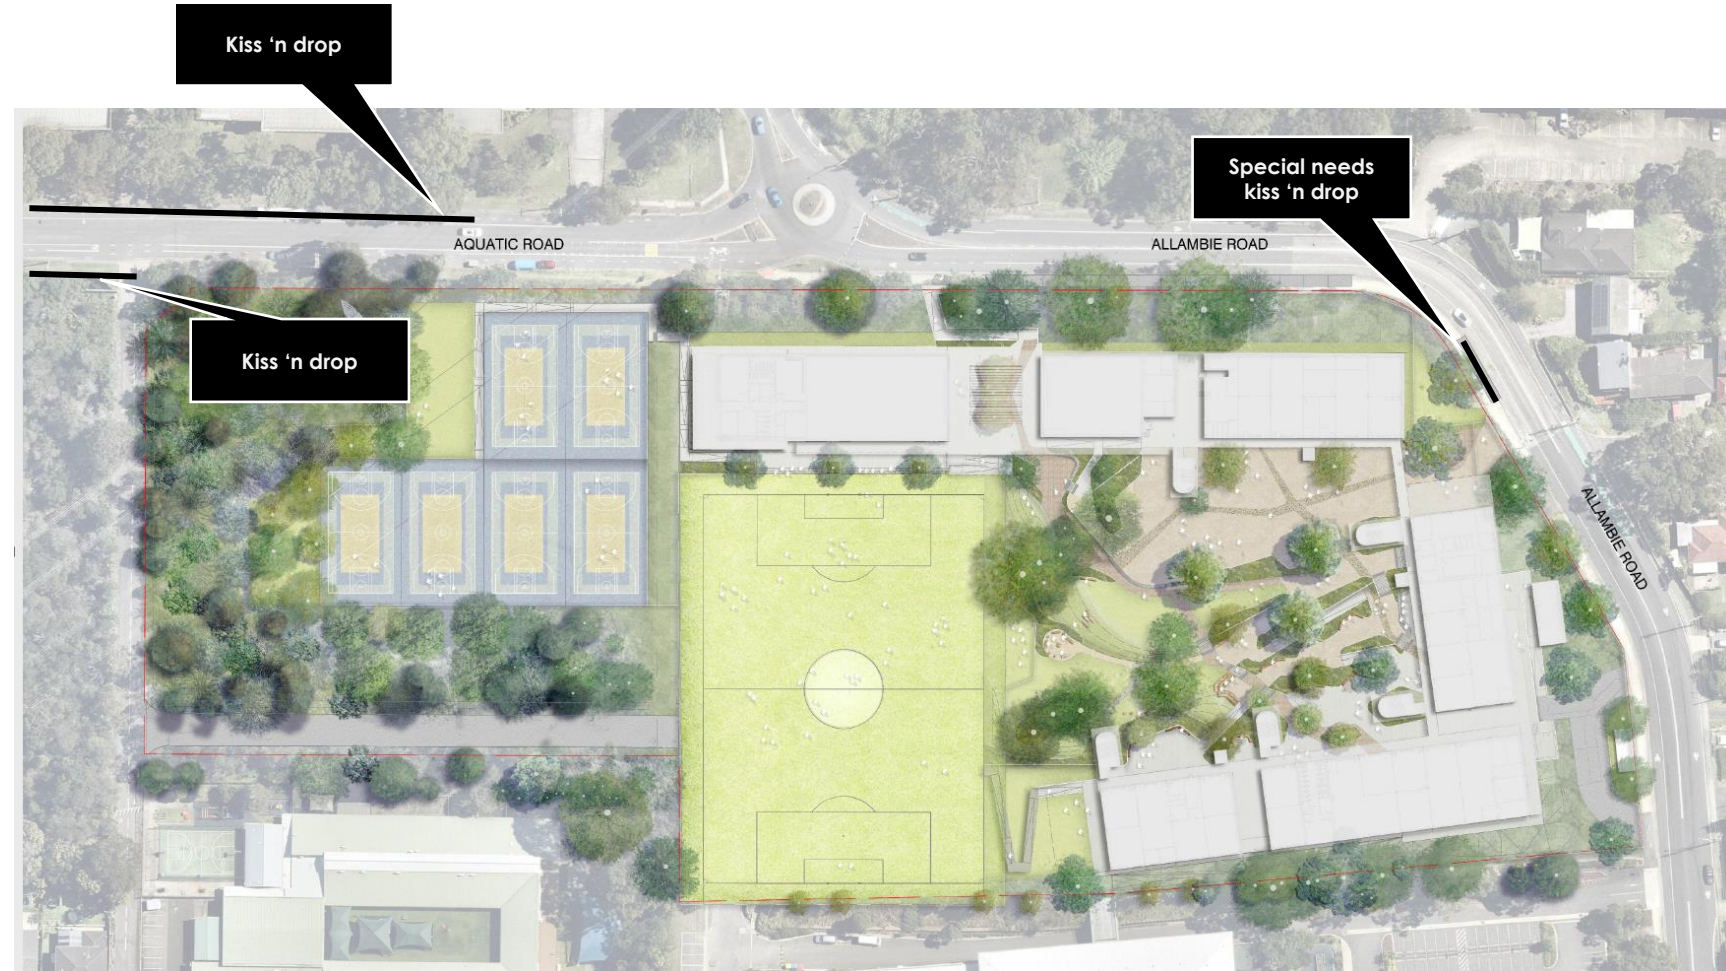 Kiss ‘n drop
Special needs
kiss ‘n drop
AQUATIC ROAD
ALLAMBIE ROAD
Kiss ‘n drop
ALLAMBIE ROAD